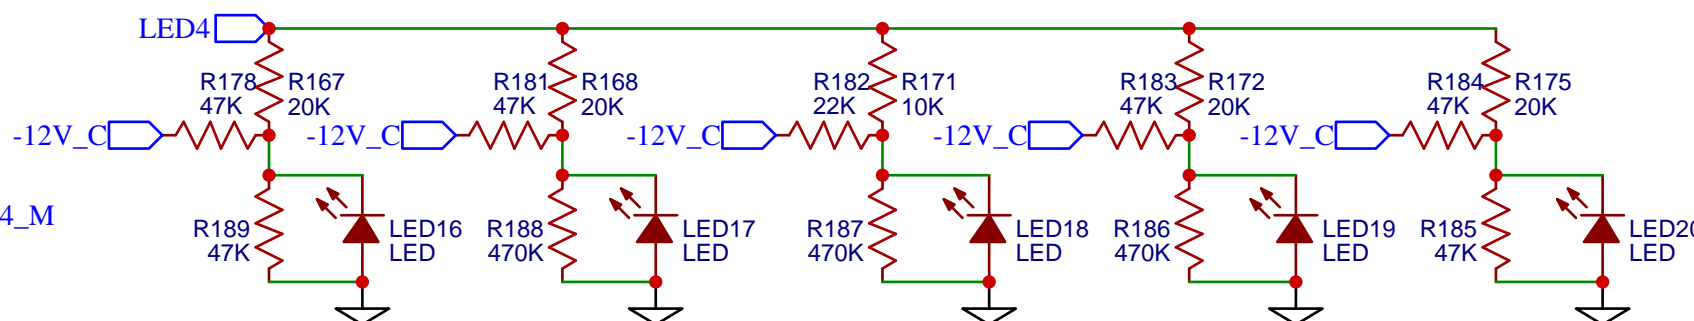 LED4
R178
47K
R167
20K
R181
47K
R168
20K
R182
22K
R171
10K
R183
47K
R172
20K
R184
47K
R175
20K
-12V_C
-12V_C
-12V_C
-12V_C
-12V_C
4_M
R189
47K
LED16
LED
R188
470K
LED17
LED
R187
470K
LED18
LED
R186
470K
LED19
LED
R185
47K
LED20
LED